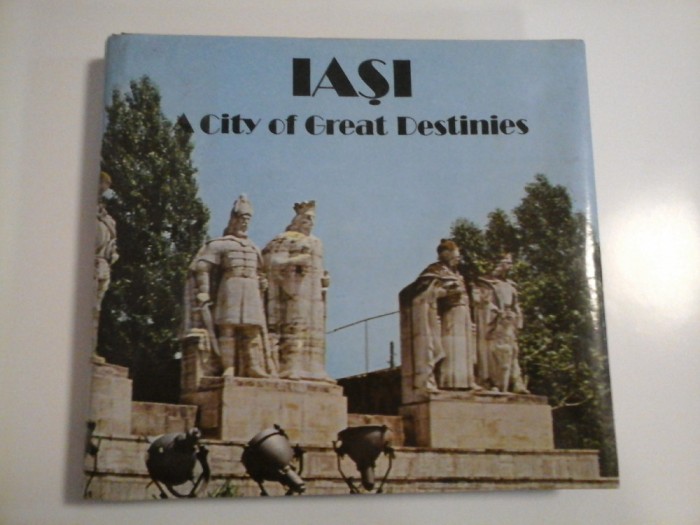 IAŞI
A City of Great Destinies